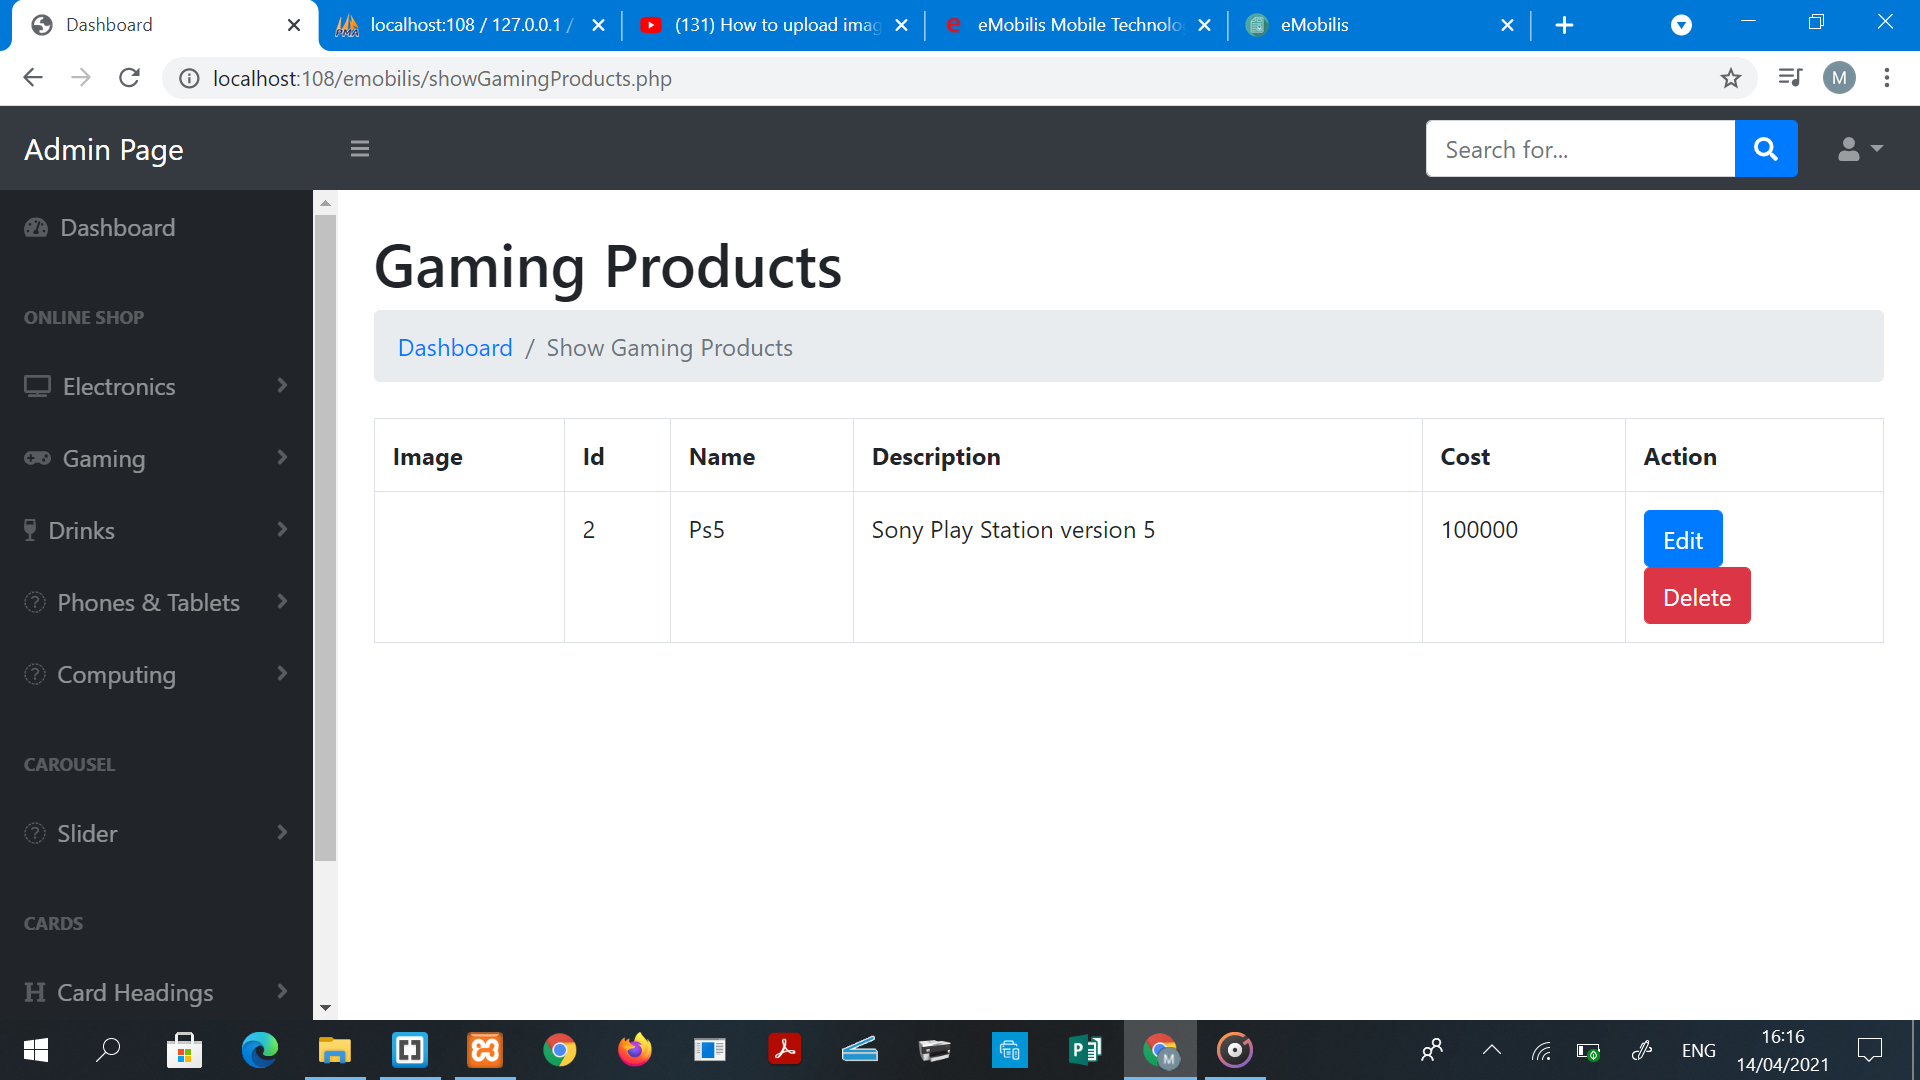 Dashboard
localhost:108 / 127.0.0.1 /
(131) How to upload imag
eMobilis Mobile Technolo
eMobilis
localhost:108/emobilis/showGamingProducts.php
M
Admin Page
Search for...
Dashboard
ONLINE SHOP
Electronics
Gaming
Drinks
Phones & Tablets
Computing
CAROUSEL
Slider
CARDS
Card Headings
Gaming Products
Dashboard / Show Gaming Products
Image Id Name Description Cost Action
2 Ps5 Sony Play Station version 5 100000 Edit
Delete
ENG
16:16
14/04/2021